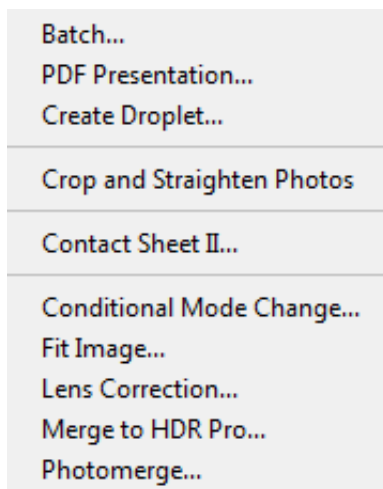 Batch...
PDF Presentation...
Create Droplet...
Crop and Straighten Photos
Contact Sheet II...
Conditional Mode Change...
Fit Image...
Lens Correction...
Merge to HDR Pro...
Photomerge...